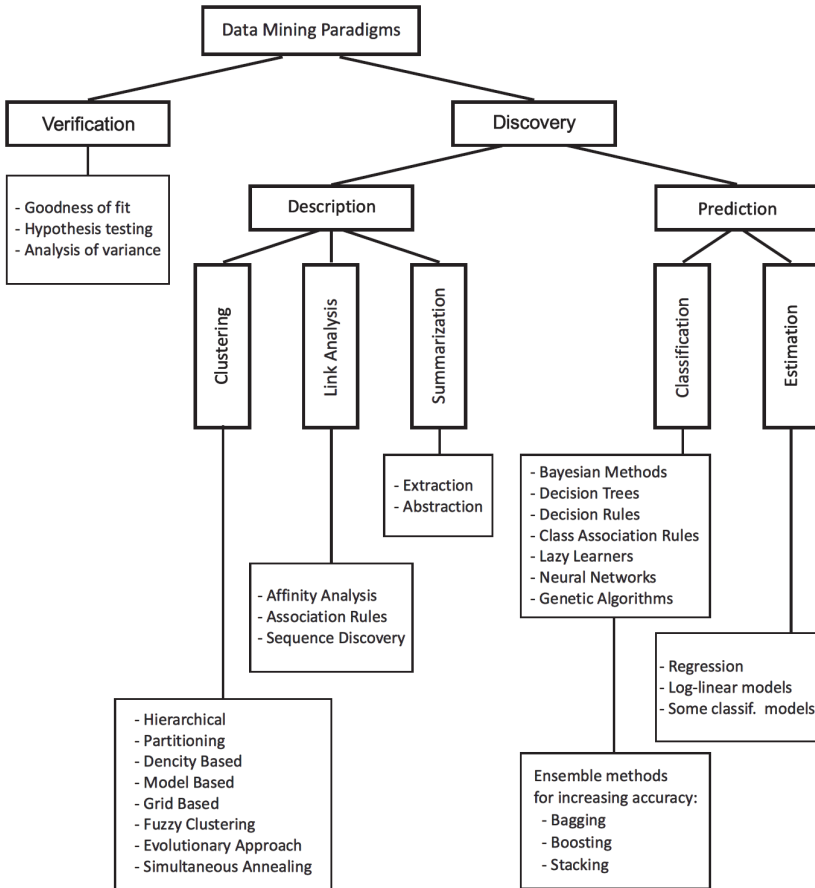 Data Mining Paradigms
Verification
Discovery
- Goodness of fit
- Hypothesis testing
- Analysis of variance
Description
Prediction
Clustering
Link Analysis
Summarization
Classification
Estimation
- Extraction
- Abstraction
- Bayesian Methods
- Decision Trees
- Decision Rules
- Class Association Rules
- Lazy Learners
- Neural Networks
- Genetic Algorithms
- Affinity Analysis
- Association Rules
- Sequence Discovery
- Regression
- Log-linear models
- Some classif. models
- Hierarchical
- Partitioning
- Dencity Based
- Model Based
- Grid Based
- Fuzzy Clustering
- Evolutionary Approach
- Simultaneous Annealing
Ensemble methods
for increasing accuracy:
- Bagging
- Boosting
- Stacking